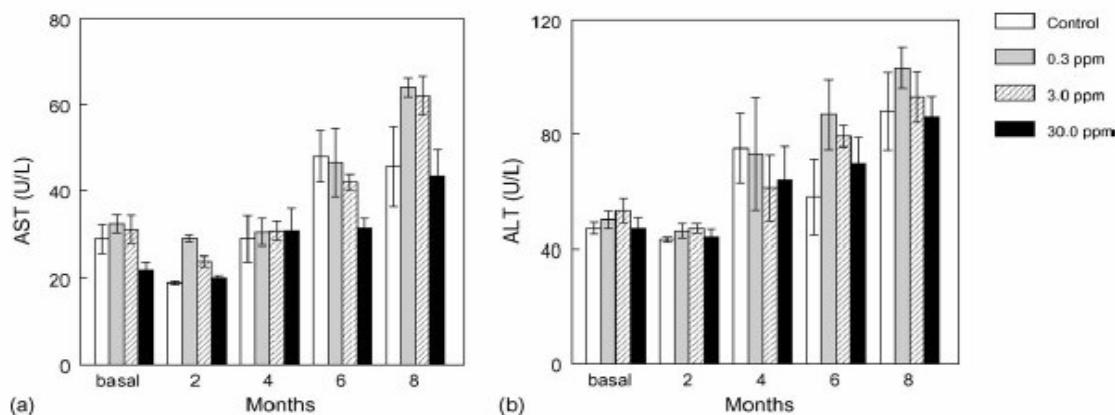 80
60
40
20
0
AST (U/L)
basal 2 4 6 8
(a) Months
120
80
40
0
ALT (U/L)
basal 2 4 6 8
(b) Months
Control
0.3 ppm
3.0 ppm
30.0 ppm